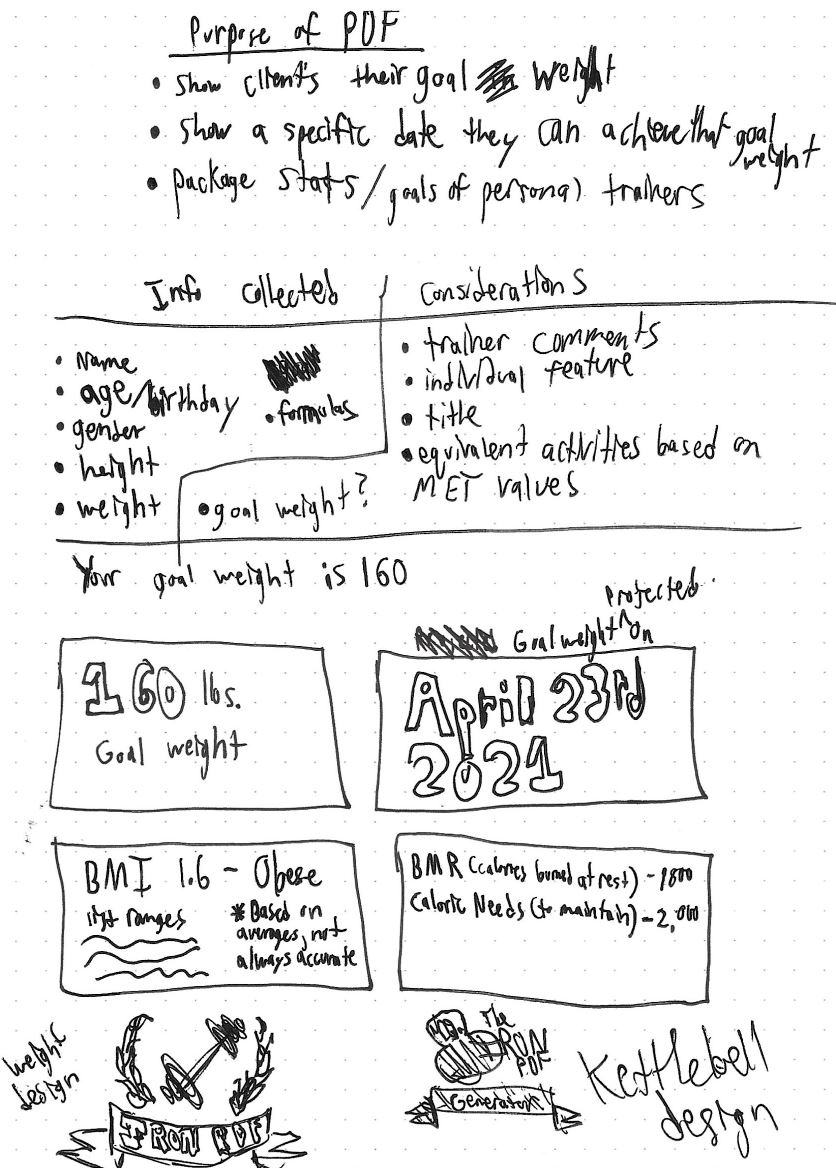 Purpose of PDF
• Show clients their goal weight
• show a specific date they can achieve that goal weight
• package stats/goals of personal trainers
Info collected
• Name
• age/birthday
• gender
• height
• weight
• formulas
• goal weight?
Considerations
• trainer comments
• individual feature
• title
• equivalent activities based on
MET values
Your goal weight is 160
160 lbs.
Goal weight
Goal weight projected on
April 23rd
2021
BMI 1.6 - Obese
list ranges
*Based on
averages, not
always accurate
BMR (calories burned at rest) - 1800
Caloric Needs (to maintain) - 2,000
weight
design
IRON PDF
The
IRON
PDF
Generator
Kettlebell
design